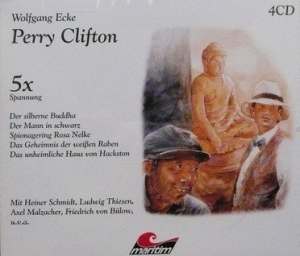 Wolfgang Ecke
4CD
Perry Clifton
5x
Spannung
Der silberne Buddha
Der Mann in schwarz
Spionagering Rosa Nelke
Das Geheimnis der weißen Raben
Das unheimliche Haus von Hackston
Mit Heiner Schmidt, Ludwig Thiesen,
Axel Malzacher, Friedrich von Bülow,
u.v.a.
maritim